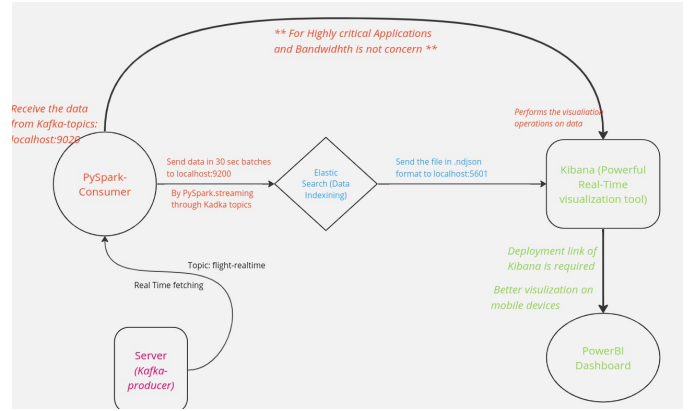 ** For Highly critical Applications
and Bandwidhth is not concern **
Receive the data
from Kafka-topics:
localhost:9020
Performs the visualiation
operations on data
PySpark-
Consumer
Send data in 30 sec batches
to localhost:9200
By PySpark.streaming
through Kadka topics
Elastic
Search (Data
Indexining)
Send the file in .ndjson
format to localhost:5601
Kibana (Powerful
Real-Time
visualization tool)
Topic: flight-realtime
Real Time fetching
Deployment link of
Kibana is required
Better visulization on
mobile devices
Server
(Kafka-
producer)
PowerBI
Dashboard